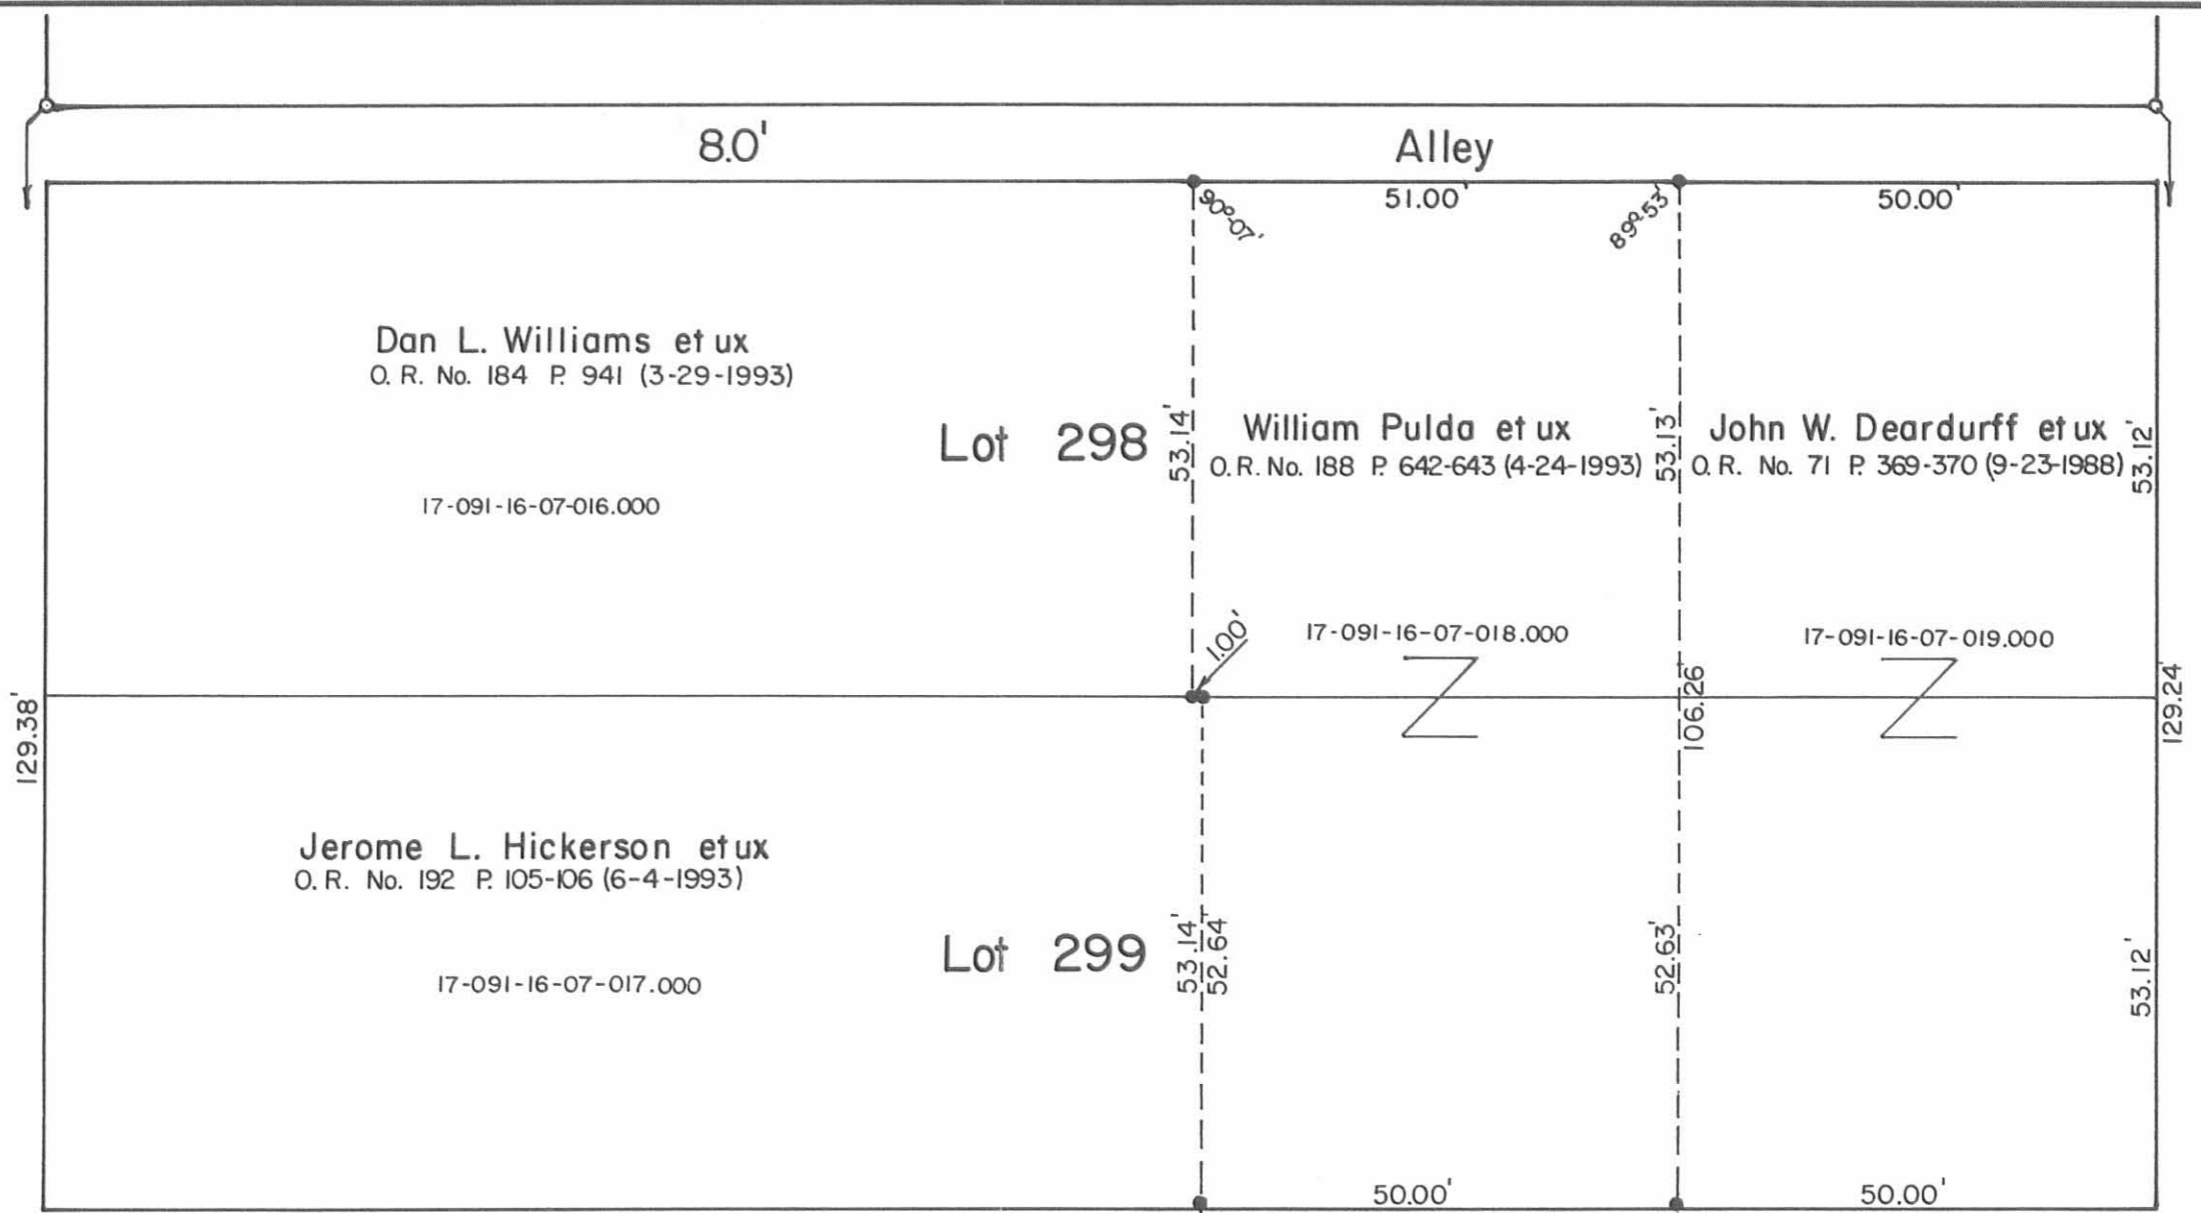 8.0' Alley
90°-07' 51.00' 89°-53' 50.00'
Dan L. Williams et ux
O. R. No. 184 P. 941 (3-29-1993)
17-091-16-07-016.000
Lot 298
53.14'
William Pulda et ux
O. R. No. 188 P. 642-643 (4-24-1993)
53.13'
John W. Deardurff et ux
O. R. No. 71 P. 369-370 (9-23-1988)
53.12'
1.00'
17-091-16-07-018.000
17-091-16-07-019.000
129.38'
106.26'
129.24'
Jerome L. Hickerson et ux
O. R. No. 192 P. 105-106 (6-4-1993)
17-091-16-07-017.000
Lot 299
53.14'
52.64'
52.63'
53.12'
50.00' 50.00'